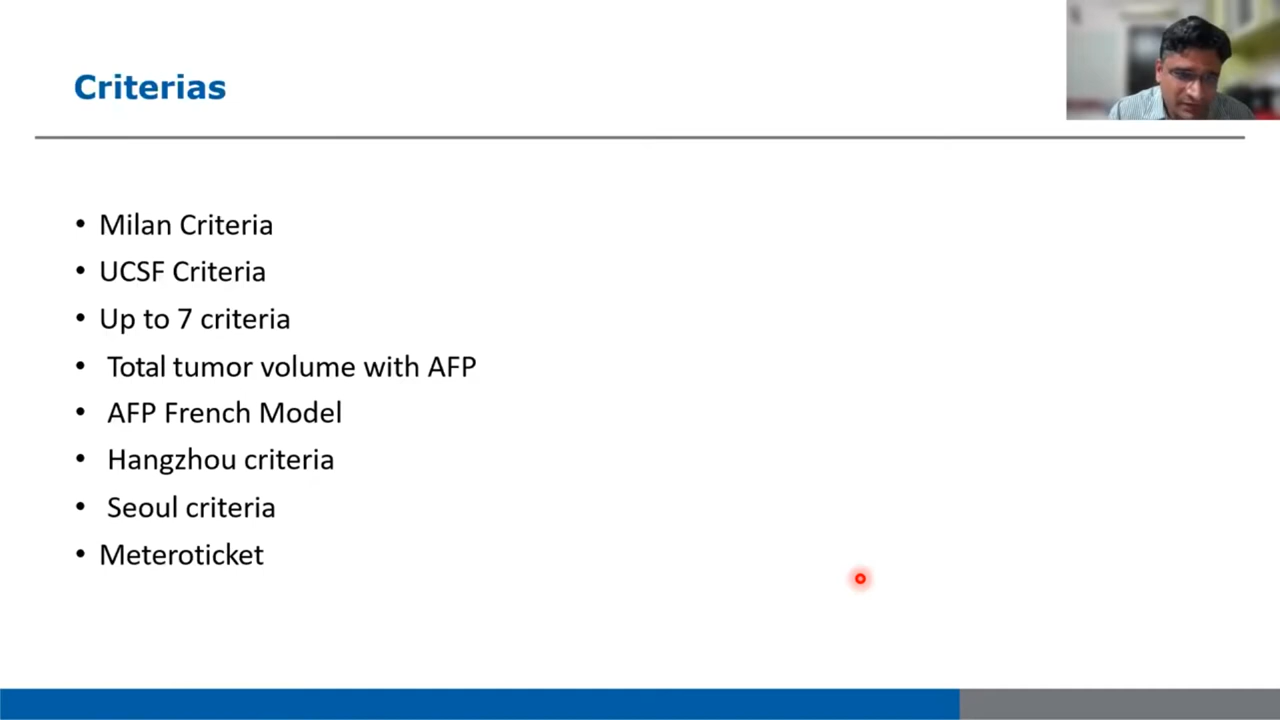 Criterias
• Milan Criteria
• UCSF Criteria
• Up to 7 criteria
• Total tumor volume with AFP
• AFP French Model
• Hangzhou criteria
• Seoul criteria
• Meteroticket